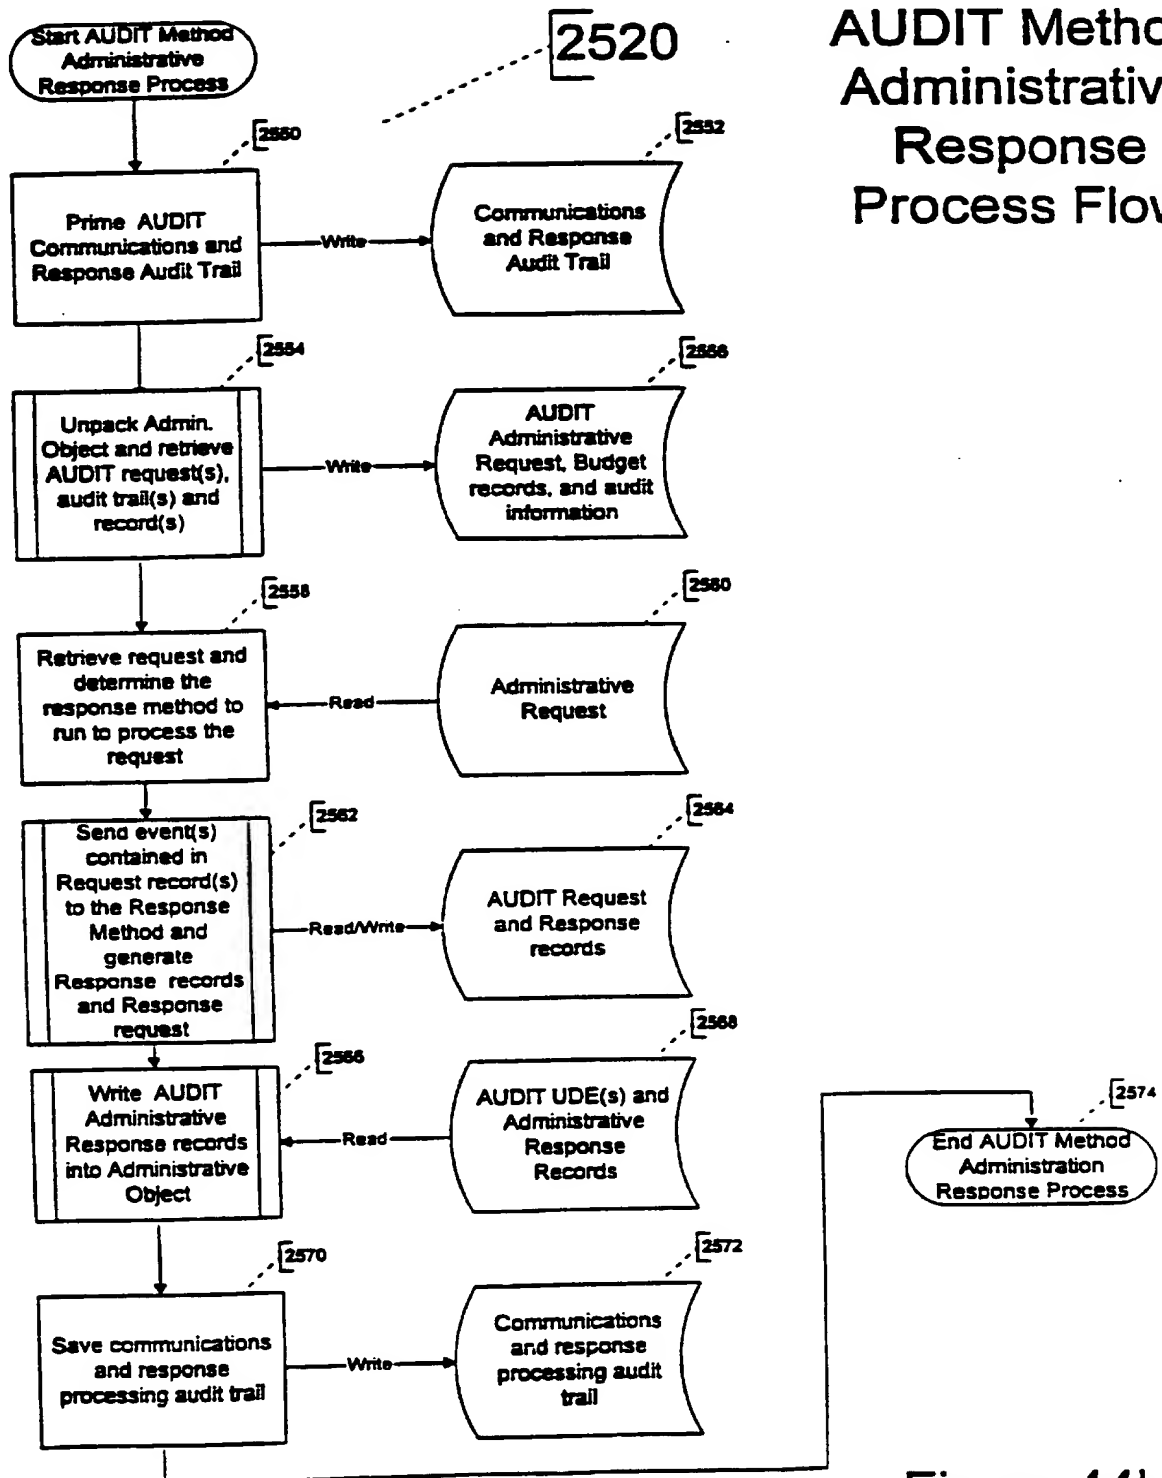 Start AUDIT Method
Administrative
Response Process
2520
AUDIT Metho
Administrativ
Response
Process Flov
2550
Prime AUDIT
Communications and
Response Audit Trail
Write
2552
Communications
and Response
Audit Trail
2554
Unpack Admin.
Object and retrieve
AUDIT request(s),
audit trail(s) and
record(s)
Write
2556
AUDIT
Administrative
Request, Budget
records, and audit
information
2558
Retrieve request and
determine the
response method to
run to process the
request
Read
2560
Administrative
Request
2562
Send event(s)
contained in
Request record(s)
to the Response
Method and
generate
Response records
and Response
request
Read/Write
2564
AUDIT Request
and Response
records
2566
Write AUDIT
Administrative
Response records
into Administrative
Object
Read
2568
AUDIT UDE(s) and
Administrative
Response
Records
2570
Save communications
and response
processing audit trail
Write
2572
Communications
and response
processing audit
trail
2574
End AUDIT Method
Administration
Response Process
Figure 44b